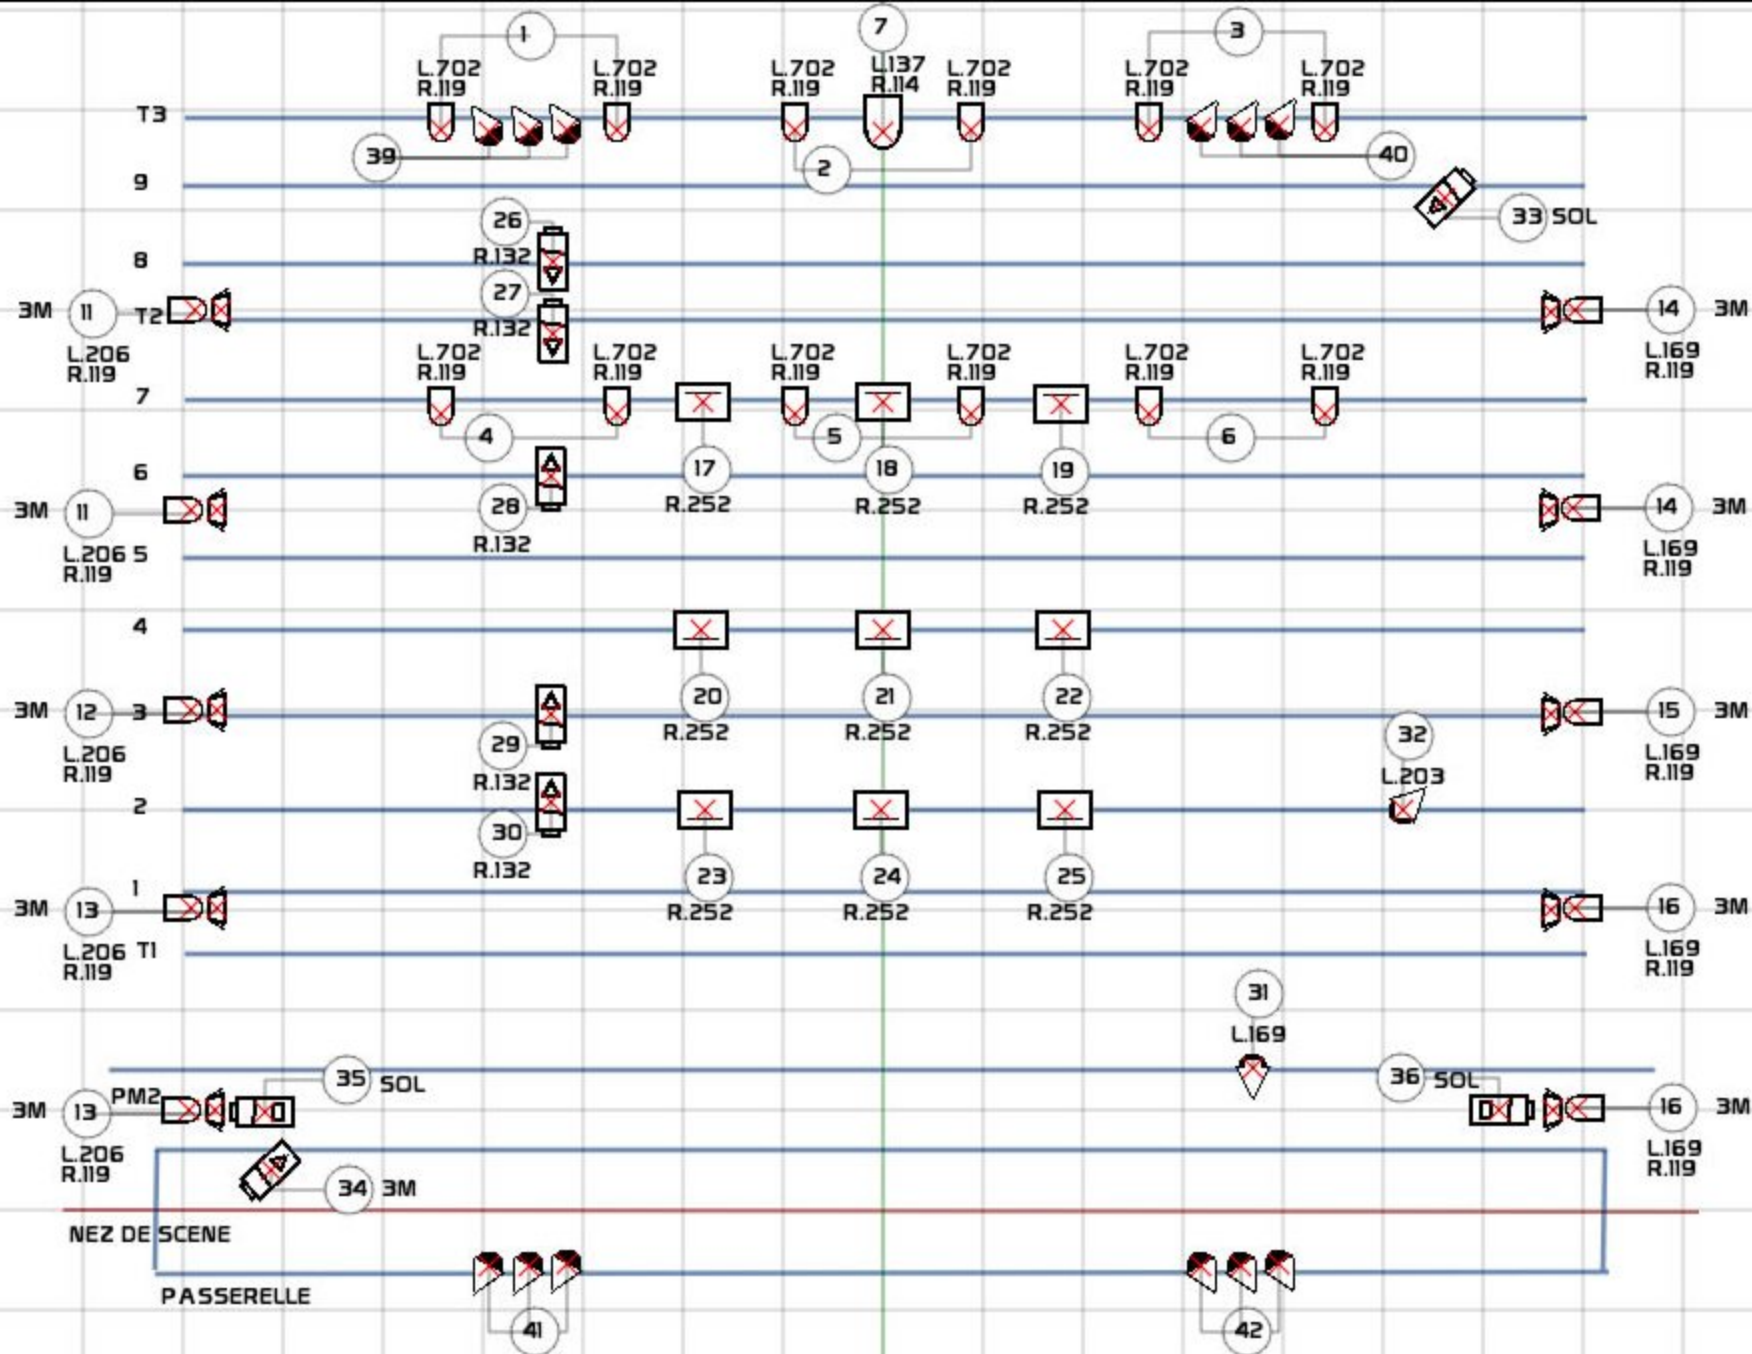 1
7
3
L.702
R.119
L.702
R.119
L.702
R.119
L.137
R.114
L.702
R.119
L.702
R.119
L.702
R.119
T3
39
2
40
9
33 SOL
26
R.132
8
27
R.132
3M 11
L.206
R.119
T2
14 3M
L.169
R.119
L.702
R.119
L.702
R.119
L.702
R.119
L.702
R.119
L.702
R.119
L.702
R.119
7
4
5
6
17
R.252
18
R.252
19
R.252
6
28
R.132
3M 11
L.206
R.119
14 3M
L.169
R.119
5
4
20
R.252
21
R.252
22
R.252
3M 12
L.206
R.119
3
29
R.132
15 3M
L.169
R.119
32
L.203
2
30
R.132
23
R.252
24
R.252
25
R.252
1
3M 13
L.206
R.119
16 3M
L.169
R.119
T1
31
L.169
35 SOL
36 SOL
PM2
3M 13
L.206
R.119
16 3M
L.169
R.119
34 3M
NEZ DE SCENE
PASSERELLE
41
42